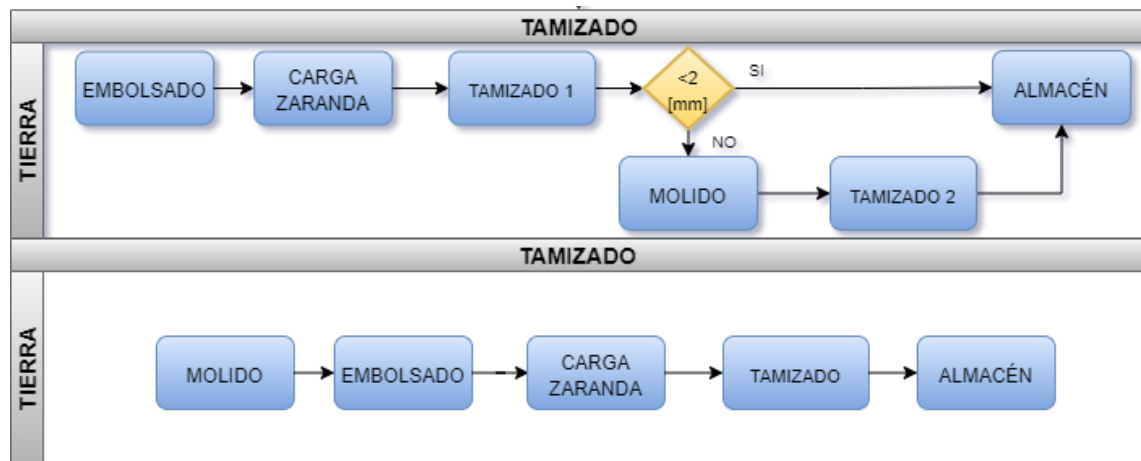 TAMIZADO
TIERRA
EMBOLSADO
CARGA
ZARANDA
TAMIZADO 1
<2
[mm]
SI
ALMACÉN
NO
MOLIDO
TAMIZADO 2
TAMIZADO
TIERRA
MOLIDO
EMBOLSADO
CARGA
ZARANDA
TAMIZADO
ALMACÉN